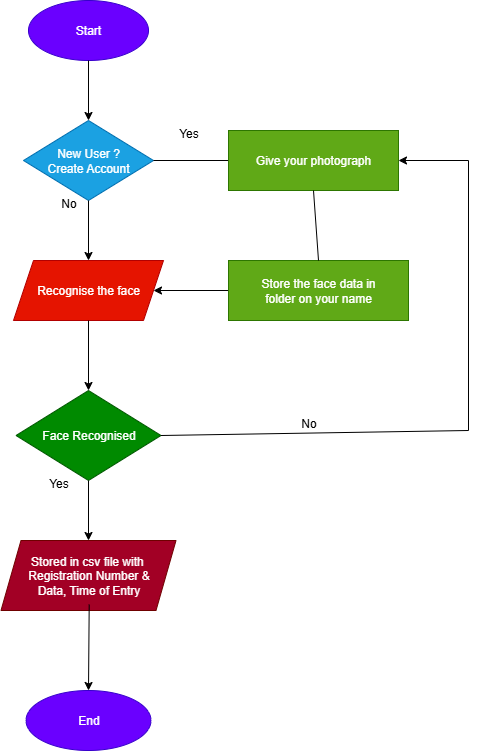 Start
New User ?
Create Account
Yes
Give your photograph
No
Recognise the face
Store the face data in
folder on your name
Face Recognised
No
Yes
Stored in csv file with
Registration Number &
Data, Time of Entry
End